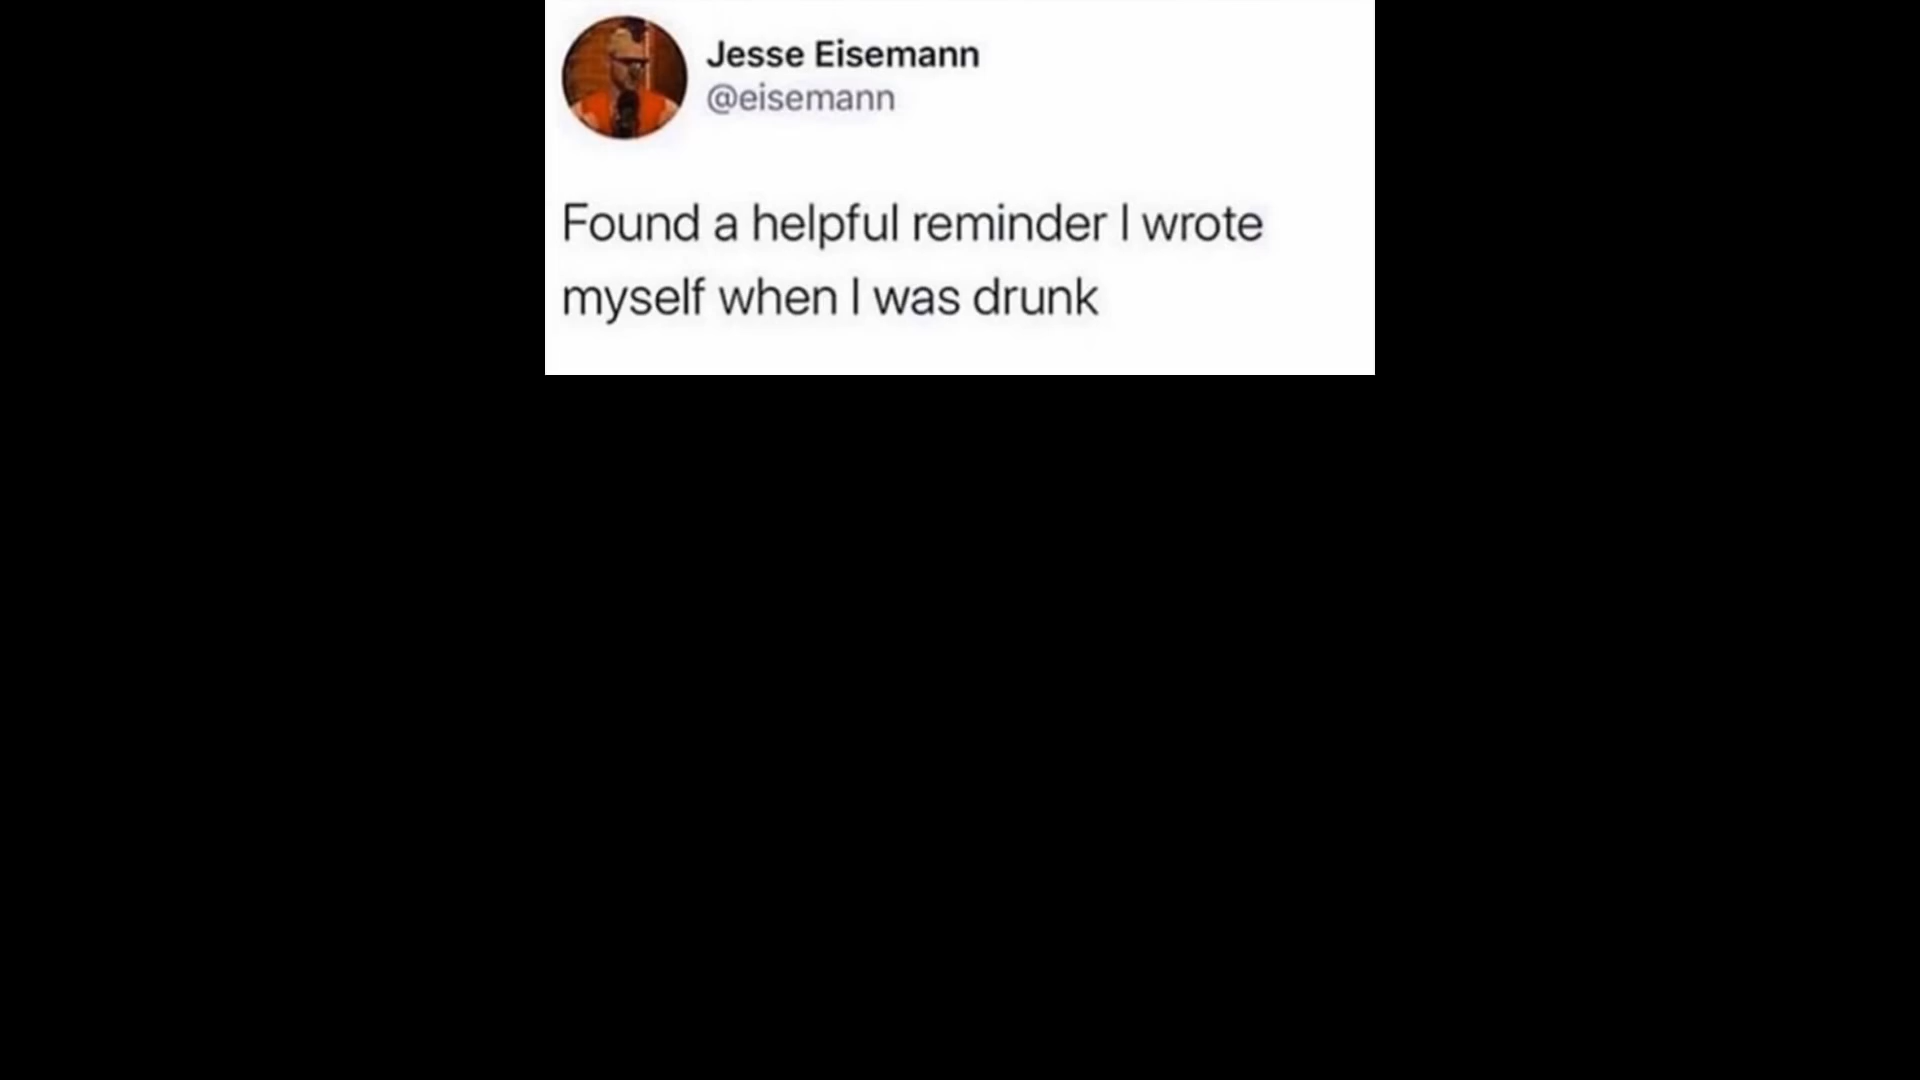 Jesse Eisemann
@eisemann
Found a helpful reminder I wrote
myself when I was drunk